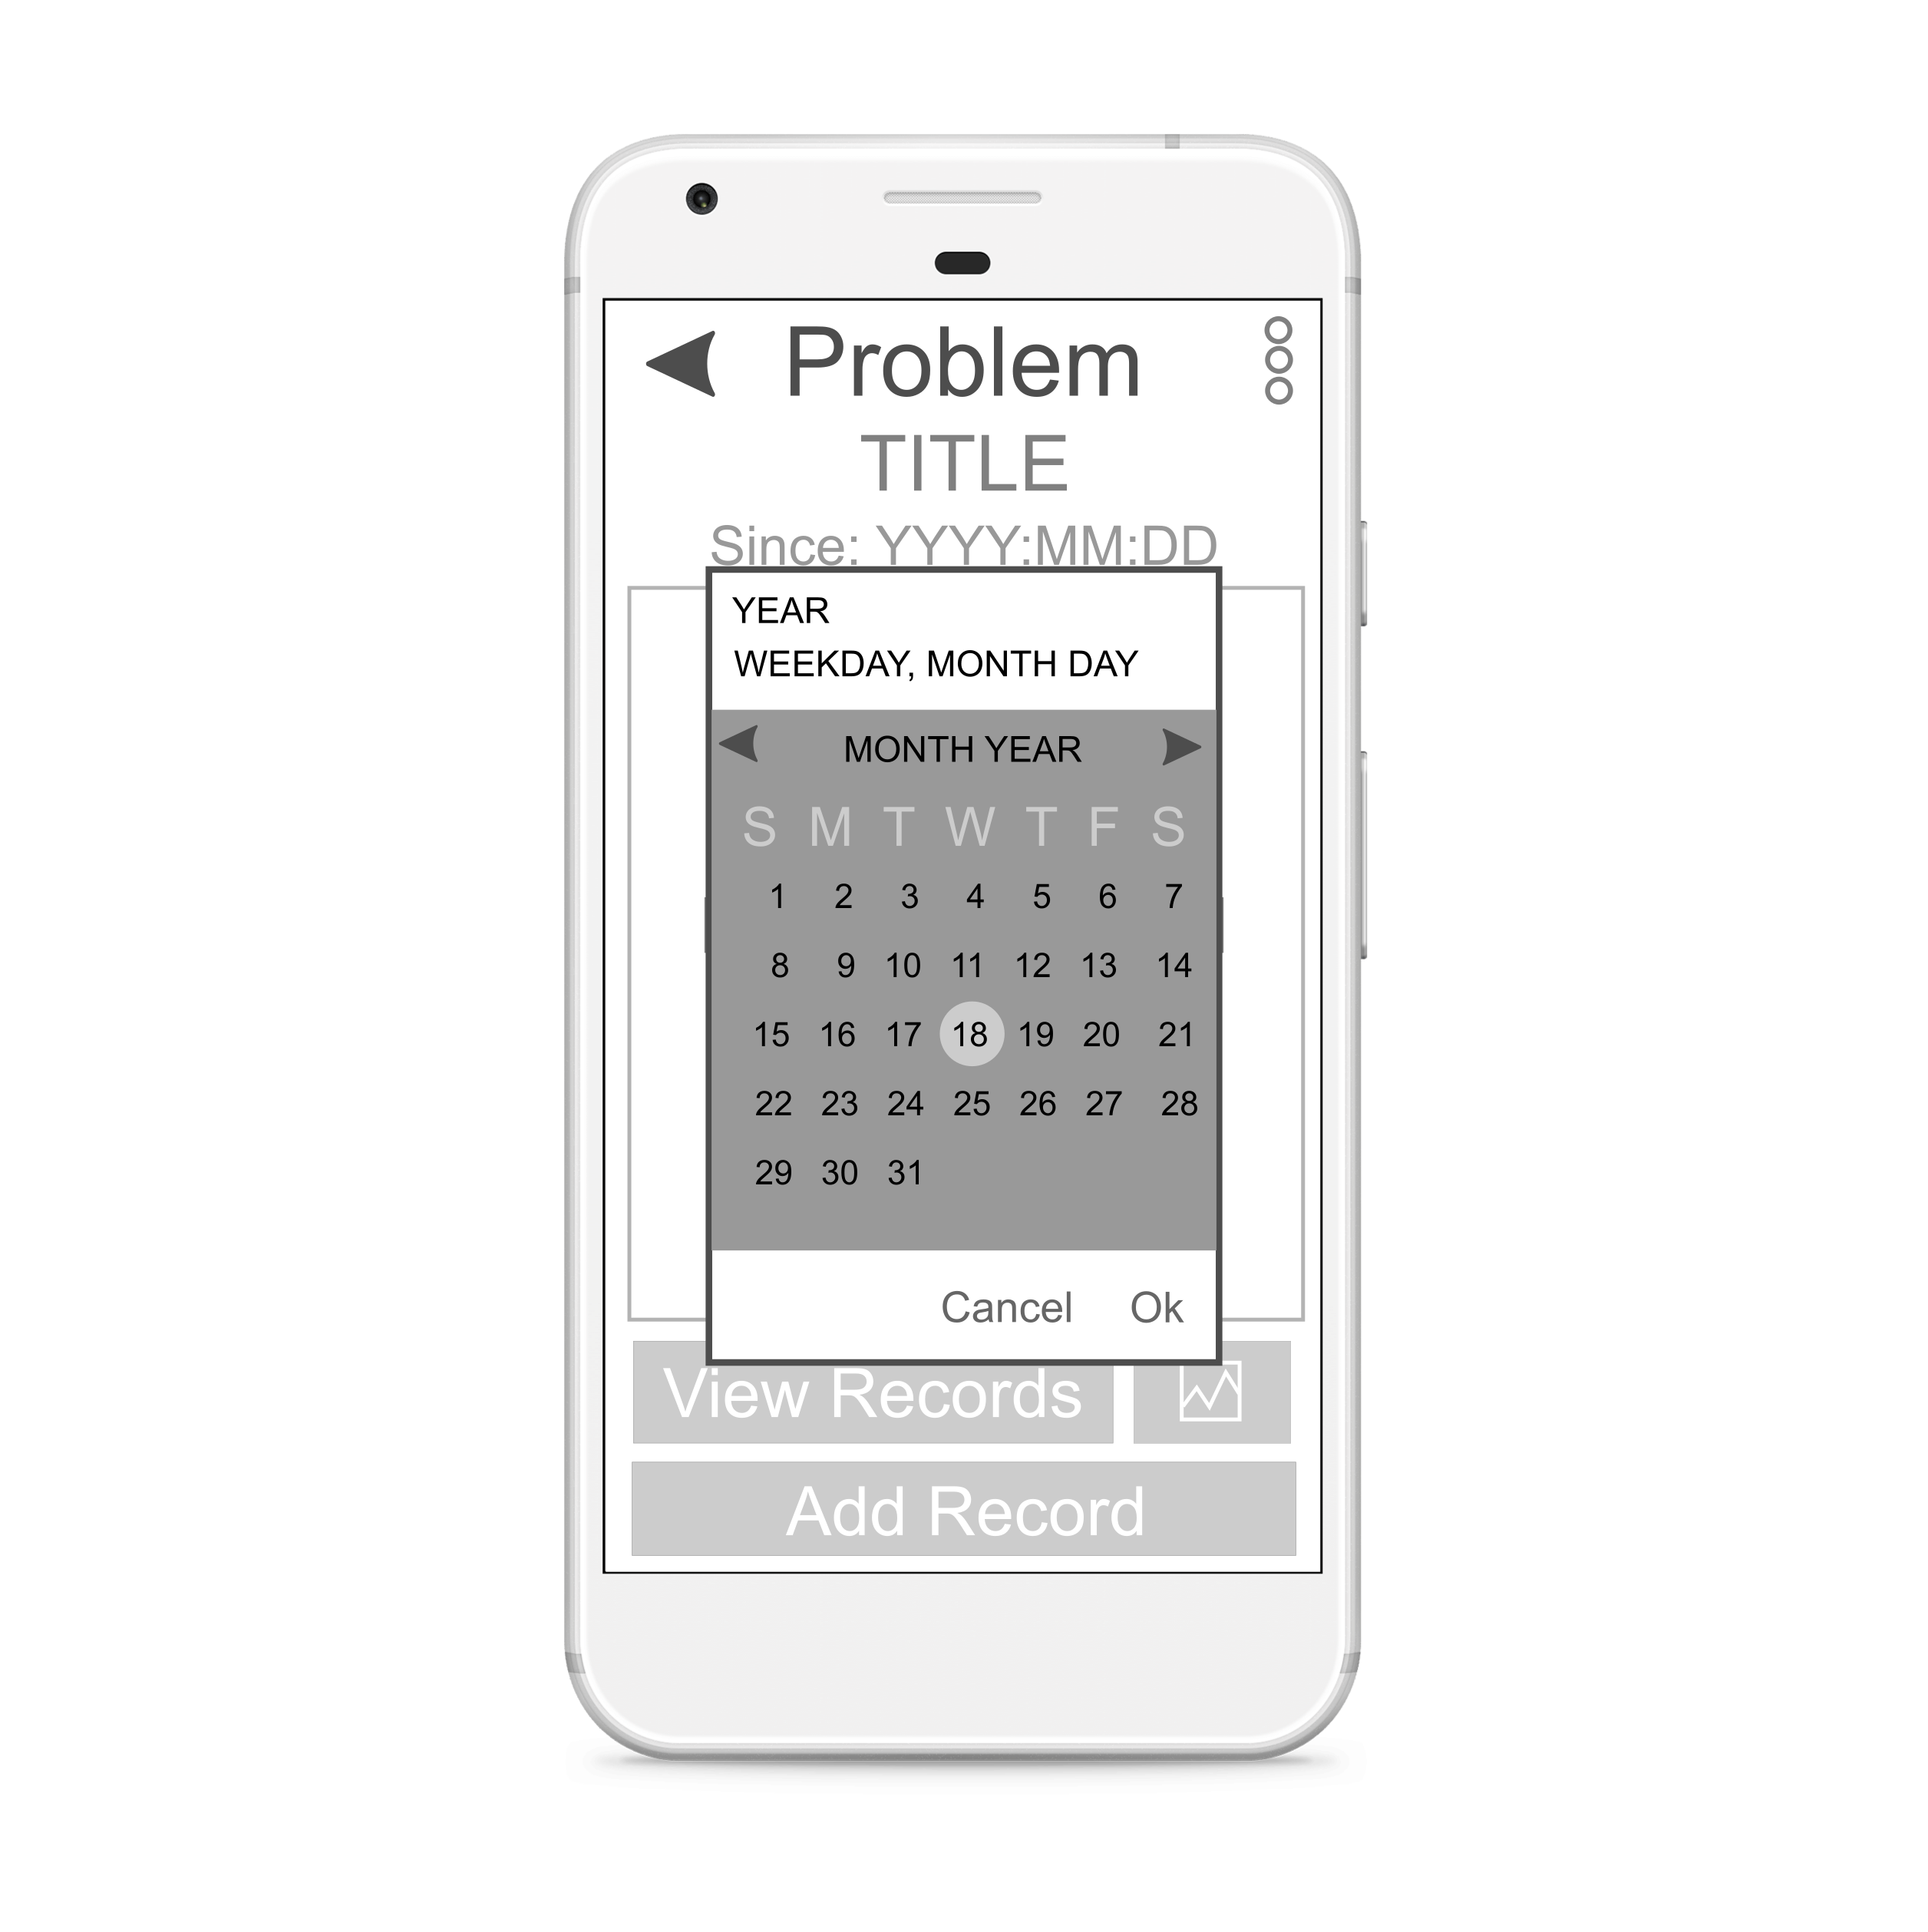 Problem
TITLE
Since: YYYY:MM:DD
YEAR
WEEKDAY, MONTH DAY
MONTH YEAR
S M T W T F S
1 2 3 4 5 6 7
8 9 10 11 12 13 14
15 16 17 18 19 20 21
22 23 24 25 26 27 28
29 30 31
Cancel Ok
View Records
Add Record